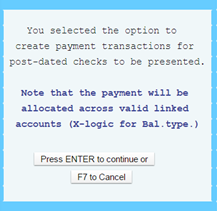 You selected the option to
create payment transactions for
post-dated checks to be presented.
Note that the payment will be
allocated across valid linked
accounts (X-logic for Bal.type.)
Press ENTER to continue or
F7 to Cancel